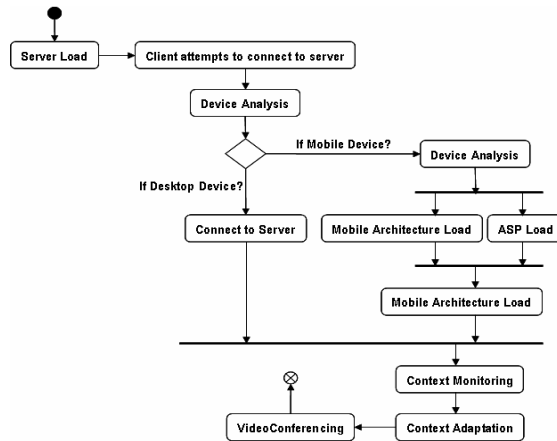 Server Load
Client attempts to connect to server
Device Analysis
If Mobile Device?
Device Analysis
If Desktop Device?
Connect to Server
Mobile Architecture Load
ASP Load
Mobile Architecture Load
Context Monitoring
VideoConferencing
Context Adaptation